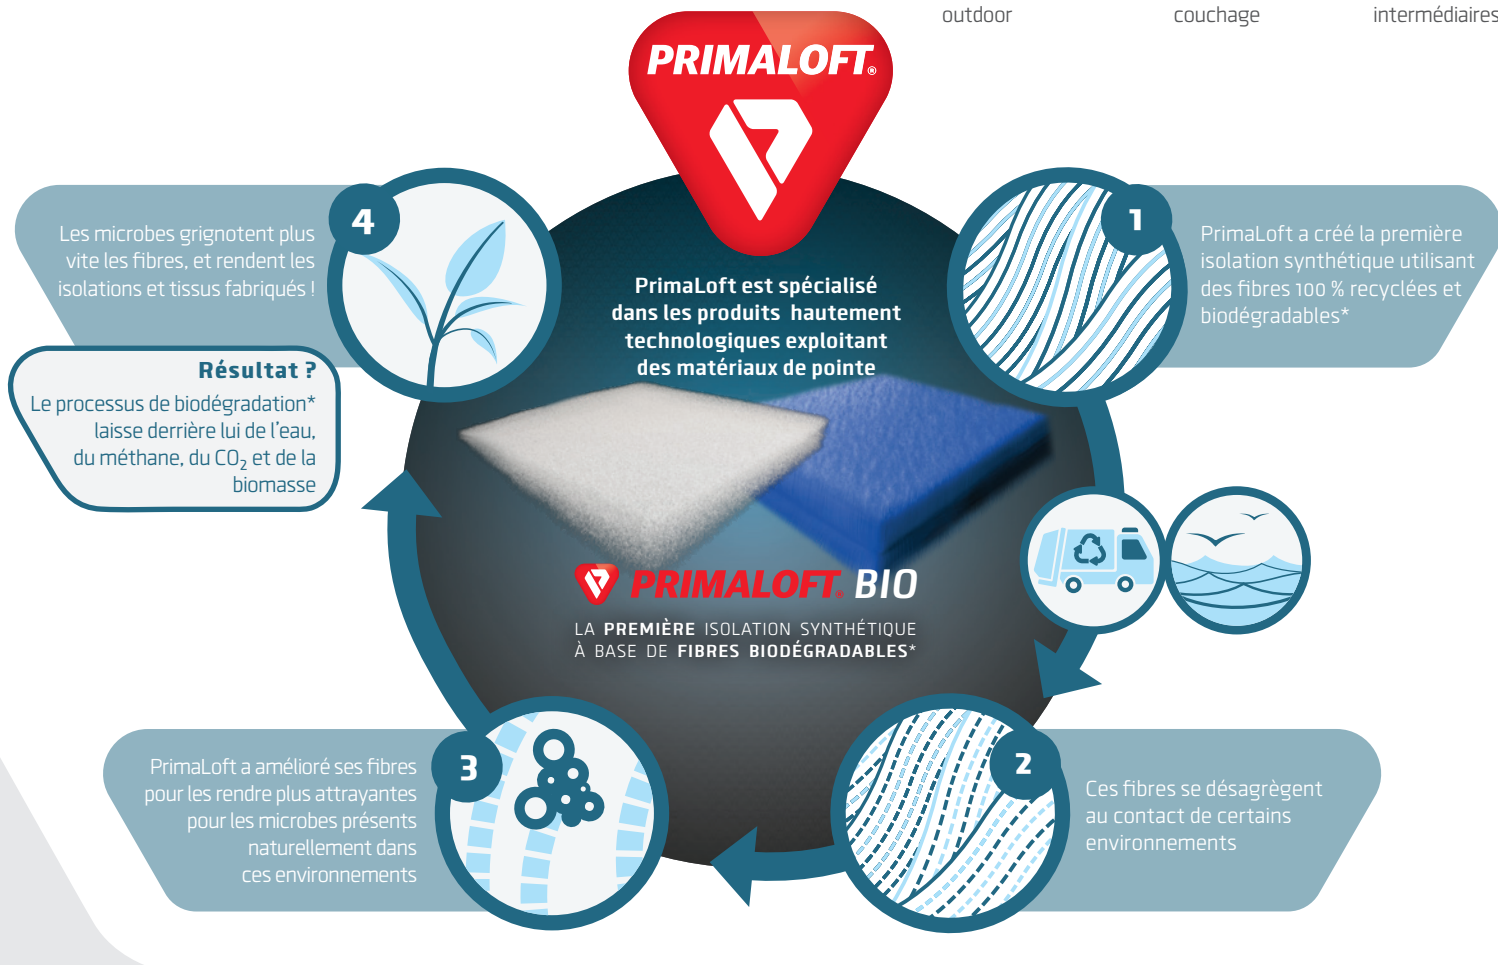 outdoor
couchage
intermédiaires
PRIMALOFT®
PrimaLoft est spécialisé
dans les produits hautement
technologiques exploitant
des matériaux de pointe
1
PrimaLoft a créé la première
isolation synthétique utilisant
des fibres 100 % recyclées et
biodégradables*
2
Ces fibres se désagrègent
au contact de certains
environnements
3
PrimaLoft a amélioré ses fibres
pour les rendre plus attrayantes
pour les microbes présents
naturellement dans
ces environnements
4
Les microbes grignotent plus
vite les fibres, et rendent les
isolations et tissus fabriqués !
Résultat ?
Le processus de biodégradation*
laisse derrière lui de l'eau,
du méthane, du CO₂ et de la
biomasse
PRIMALOFT® BIO
LA PREMIÈRE ISOLATION SYNTHÉTIQUE
À BASE DE FIBRES BIODÉGRADABLES*